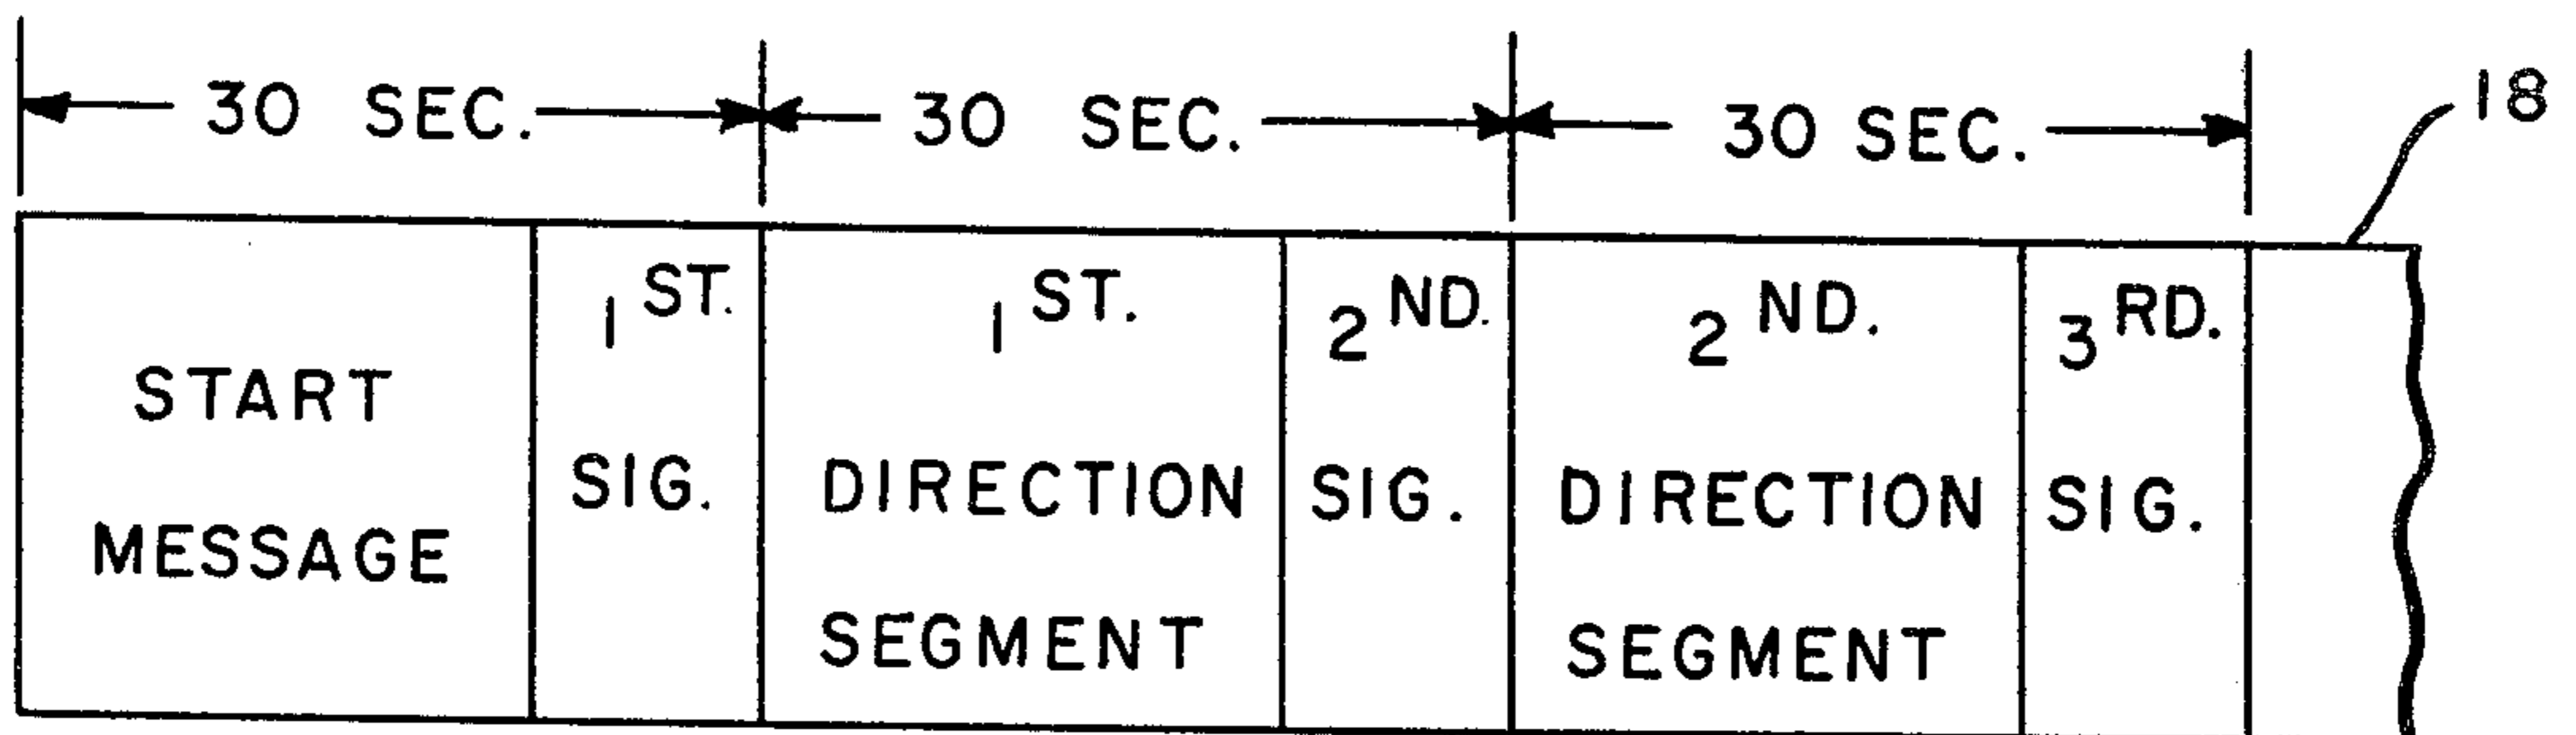 30 SEC.
30 SEC.
30 SEC.
18
START
MESSAGE
1ST.
SIG.
1ST.
DIRECTION
SEGMENT
2ND.
SIG.
2ND.
DIRECTION
SEGMENT
3RD.
SIG.